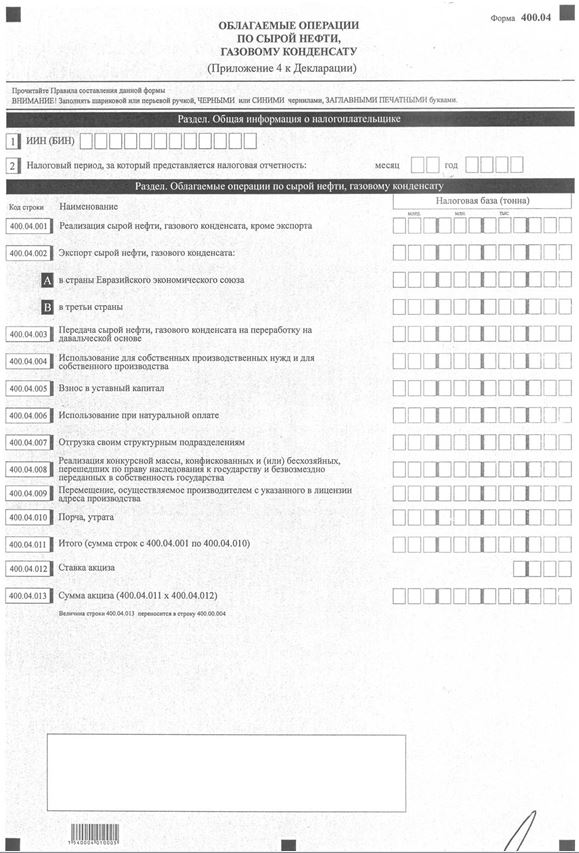 Форма 400.04
ОБЛАГАЕМЫЕ ОПЕРАЦИИ
ПО СЫРОЙ НЕФТИ,
ГАЗОВОМУ КОНДЕНСАТУ
(Приложение 4 к Декларации)
Прочитайте Правила составления данной формы
ВНИМАНИЕ! Заполнять шариковой или перьевой ручкой, ЧЕРНЫМИ или СИНИМИ чернилами, ЗАГЛАВНЫМИ ПЕЧАТНЫМИ буквами.
Раздел. Общая информация о налогоплательщике
1 ИИН (БИН)
2 Налоговый период, за который представляется налоговая отчетность: месяц год
Раздел. Облагаемые операции по сырой нефти, газовому конденсату
Код строки Наименование Налоговая база (тонна)
млрд. млн. тыс.
400.04.001 Реализация сырой нефти, газового конденсата, кроме экспорта
400.04.002 Экспорт сырой нефти, газового конденсата:
A в страны Евразийского экономического союза
B в третьи страны
400.04.003 Передача сырой нефти, газового конденсата на переработку на
давальческой основе
400.04.004 Использование для собственных производственных нужд и для
собственного производства
400.04.005 Взнос в уставный капитал
400.04.006 Использование при натуральной оплате
400.04.007 Отгрузка своим структурным подразделениям
400.04.008 Реализация конкурсной массы, конфискованных и (или) бесхозяйных,
перешедших по праву наследования к государству и безвозмездно
переданных в собственность государства
400.04.009 Перемещение, осуществляемое производителем с указанного в лицензии
адреса производства
400.04.010 Порча, утрата
400.04.011 Итого (сумма строк с 400.04.001 по 400.04.010)
400.04.012 Ставка акциза
400.04.013 Сумма акциза (400.04.011 x 400.04.012)
Величина строки 400.04.013 переносится в строку 400.00.004